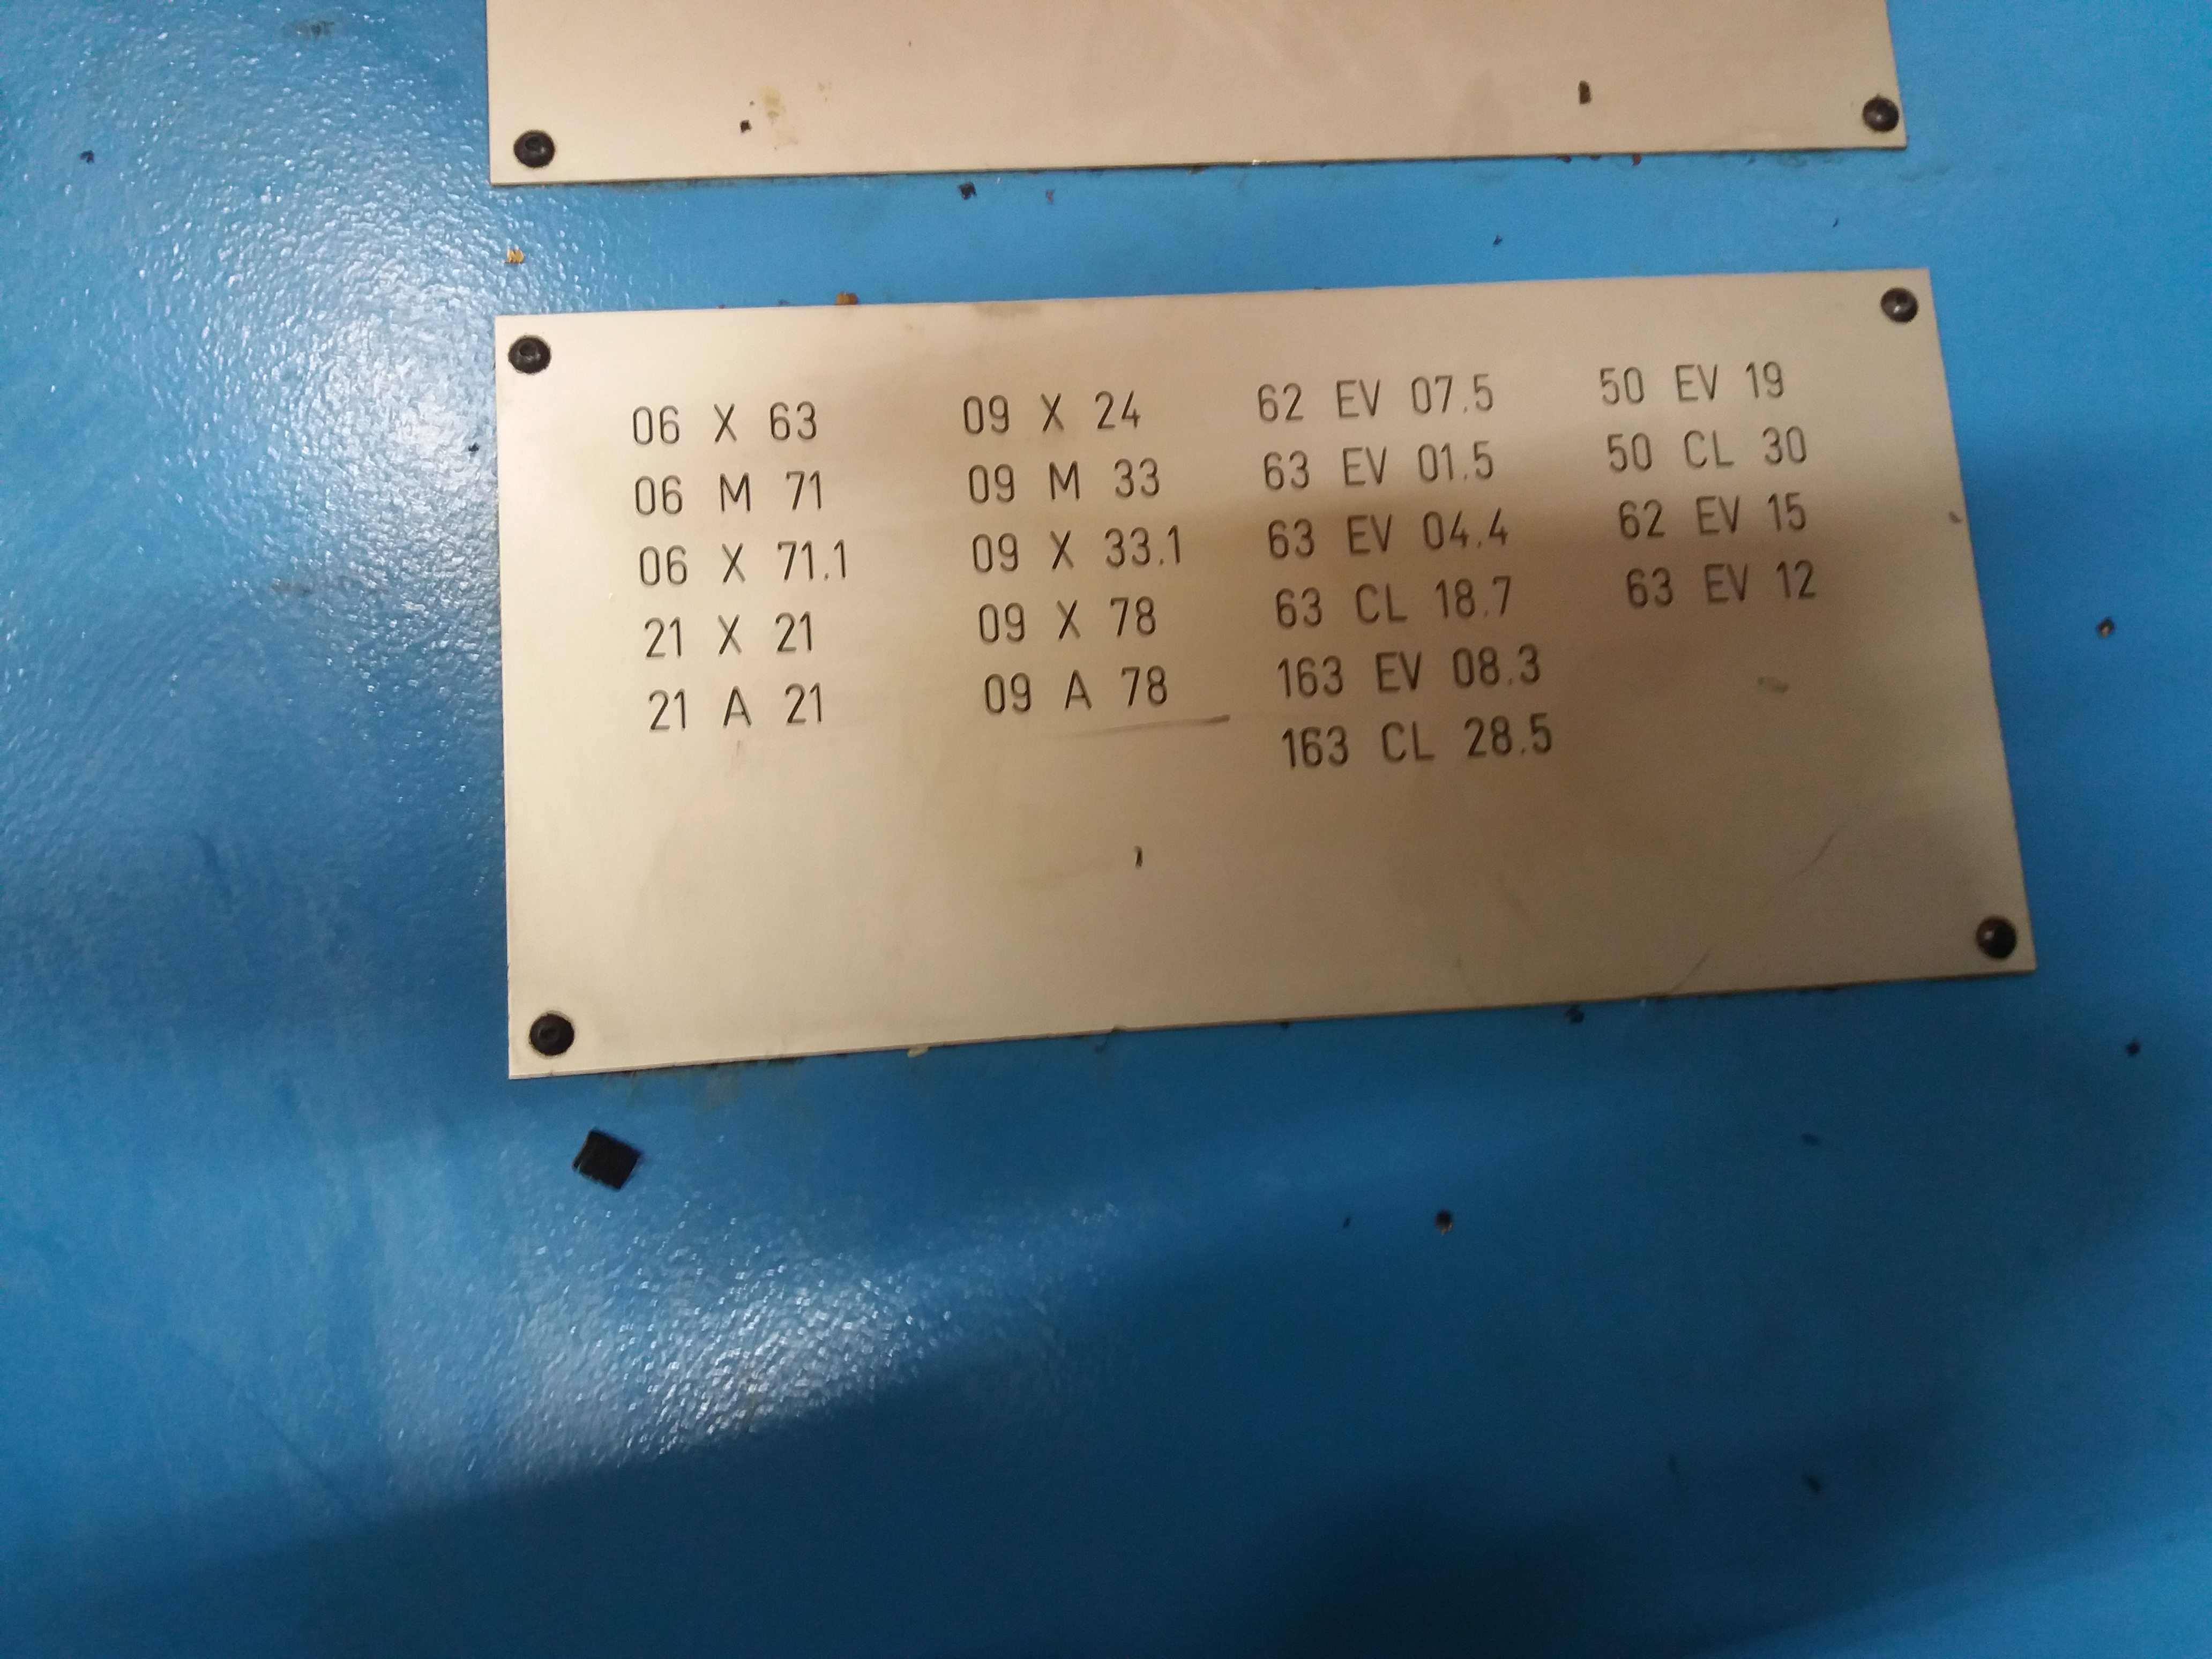 06 X 63 09 X 24 62 EV 07.5 50 EV 19
06 M 71 09 M 33 63 EV 01.5 50 CL 30
06 X 71.1 09 X 33.1 63 EV 04.4 62 EV 15
21 X 21 09 X 78 63 CL 18.7 63 EV 12
21 A 21 09 A 78 163 EV 08.3
163 CL 28.5